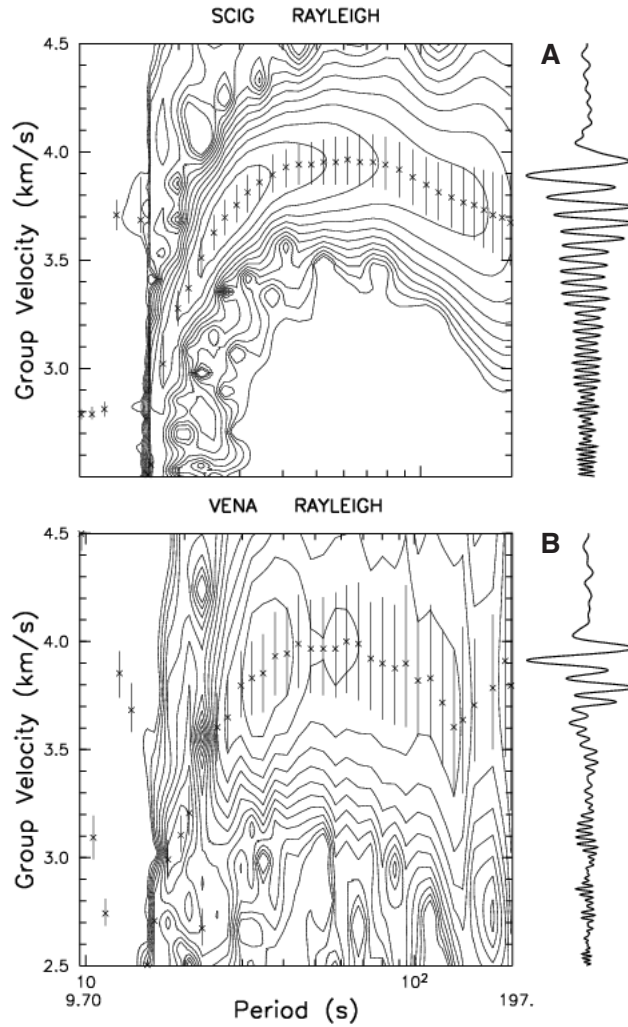 SCIG RAYLEIGH
A
4.5
4.0
3.5
3.0
Group Velocity (km/s)
VENA RAYLEIGH
B
4.5
4.0
3.5
3.0
2.5
Group Velocity (km/s)
10
10²
9.70
Period (s)
197.